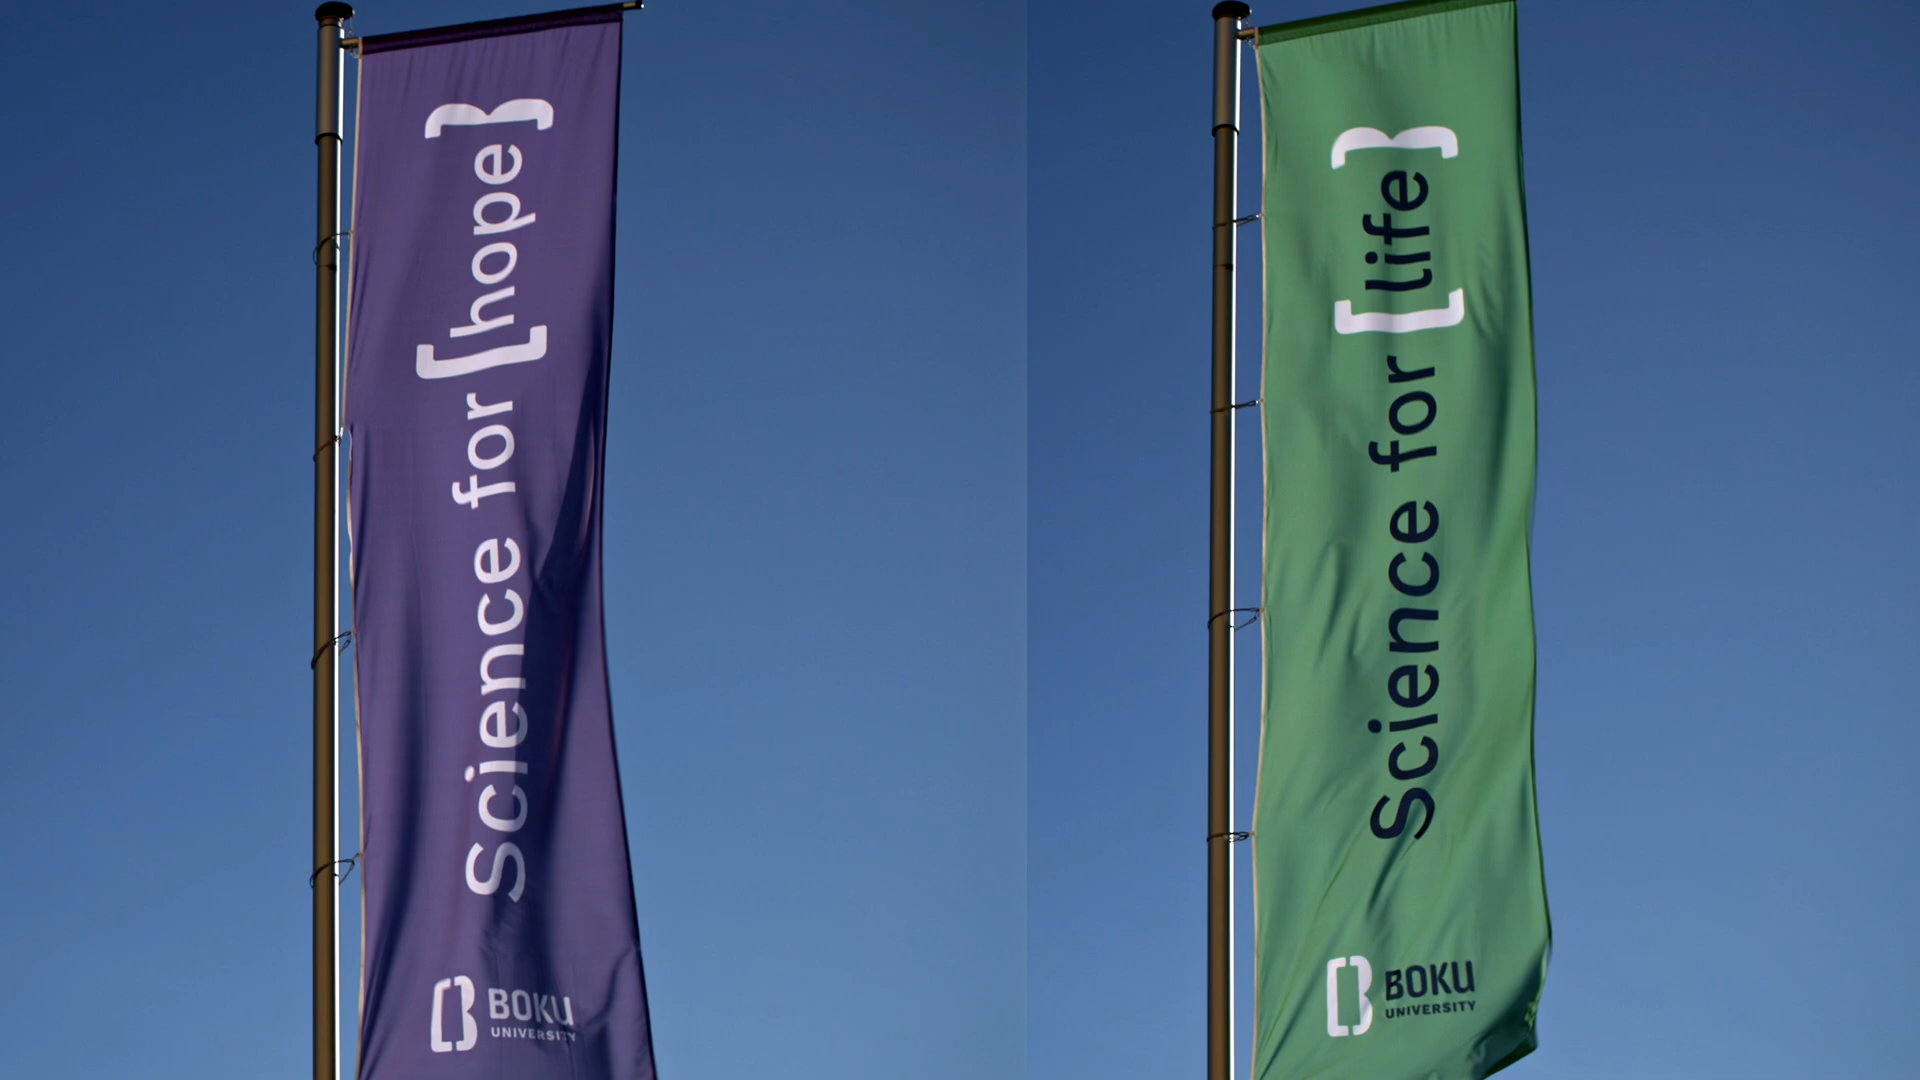 Science for [hope}
BOKU
UNIVERSITY
Science for [life}
BOKU
UNIVERSITY